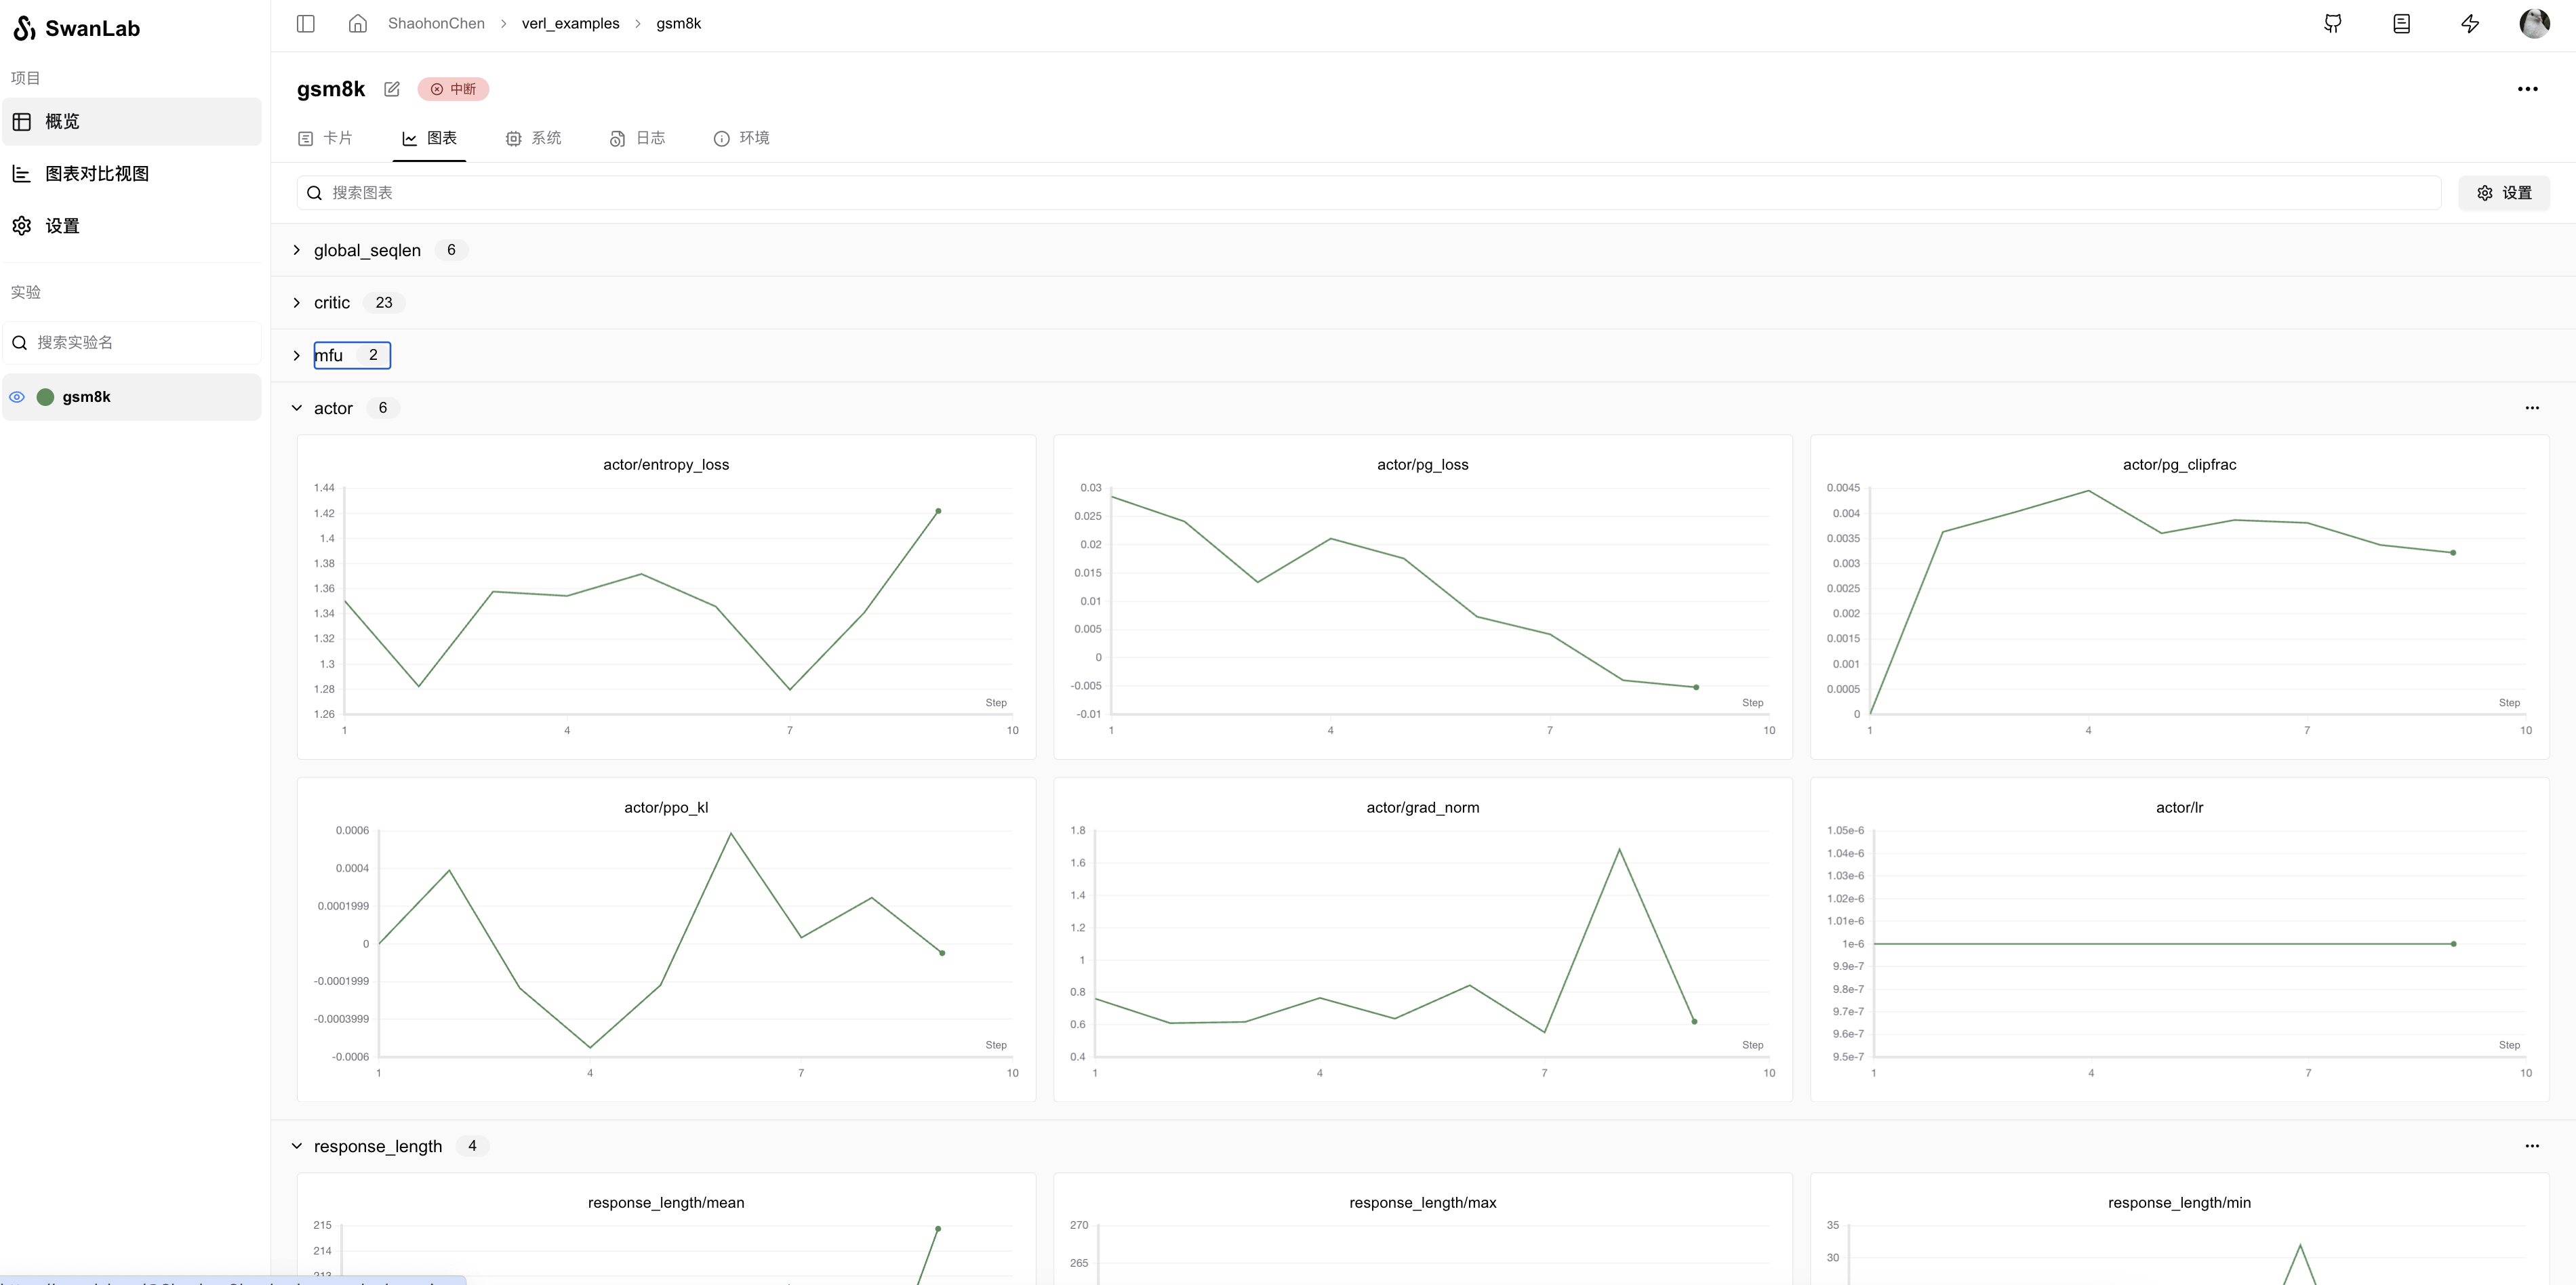 SwanLab
项目
概览
图表对比视图
设置
实验
搜索实验名
gsm8k
ShaohonChen > verl_examples > gsm8k
gsm8k 中断
卡片 图表 系统 日志 环境
搜索图表 设置
global_seqlen 6
critic 23
mfu 2
actor 6
actor/entropy_loss
1.44
1.42
1.4
1.38
1.36
1.34
1.32
1.3
1.28
1.26
Step
1 4 7 10
actor/pg_loss
0.03
0.025
0.02
0.015
0.01
0.005
0
-0.005
-0.01
Step
1 4 7 10
actor/pg_clipfrac
0.0045
0.004
0.0035
0.003
0.0025
0.002
0.0015
0.001
0.0005
0
Step
1 4 7 10
actor/ppo_kl
0.0006
0.0004
0.0001999
0
-0.0001999
-0.0003999
-0.0006
Step
1 4 7 10
actor/grad_norm
1.8
1.6
1.4
1.2
1
0.8
0.6
0.4
Step
1 4 7 10
actor/lr
1.05e-6
1.04e-6
1.03e-6
1.02e-6
1.01e-6
1e-6
9.9e-7
9.8e-7
9.7e-7
9.6e-7
9.5e-7
Step
1 4 7 10
response_length 4
response_length/mean
215
214
213
response_length/max
270
265
response_length/min
35
30